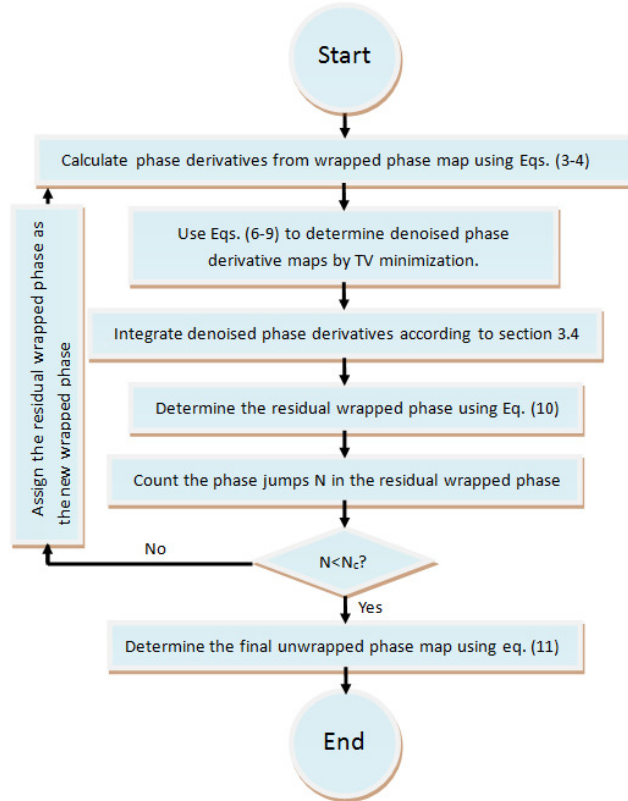 Start
Calculate phase derivatives from wrapped phase map using Eqs. (3-4)
Use Eqs. (6-9) to determine denoised phase
derivative maps by TV minimization.
Integrate denoised phase derivatives according to section 3.4
Determine the residual wrapped phase using Eq. (10)
Count the phase jumps N in the residual wrapped phase
Assign the residual wrapped phase as
the new wrapped phase
No
N<Nc?
Yes
Determine the final unwrapped phase map using eq. (11)
End